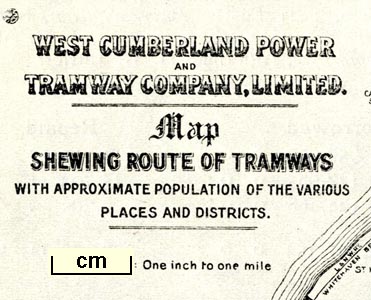 WEST CUMBERLAND POWER
AND
TRAMWAY COMPANY, LIMITED.
Map
SHEWING ROUTE OF TRAMWAYS
WITH APPROXIMATE POPULATION OF THE VARIOUS
PLACES AND DISTRICTS.
cm : One inch to one mile
WHITEHAVEN